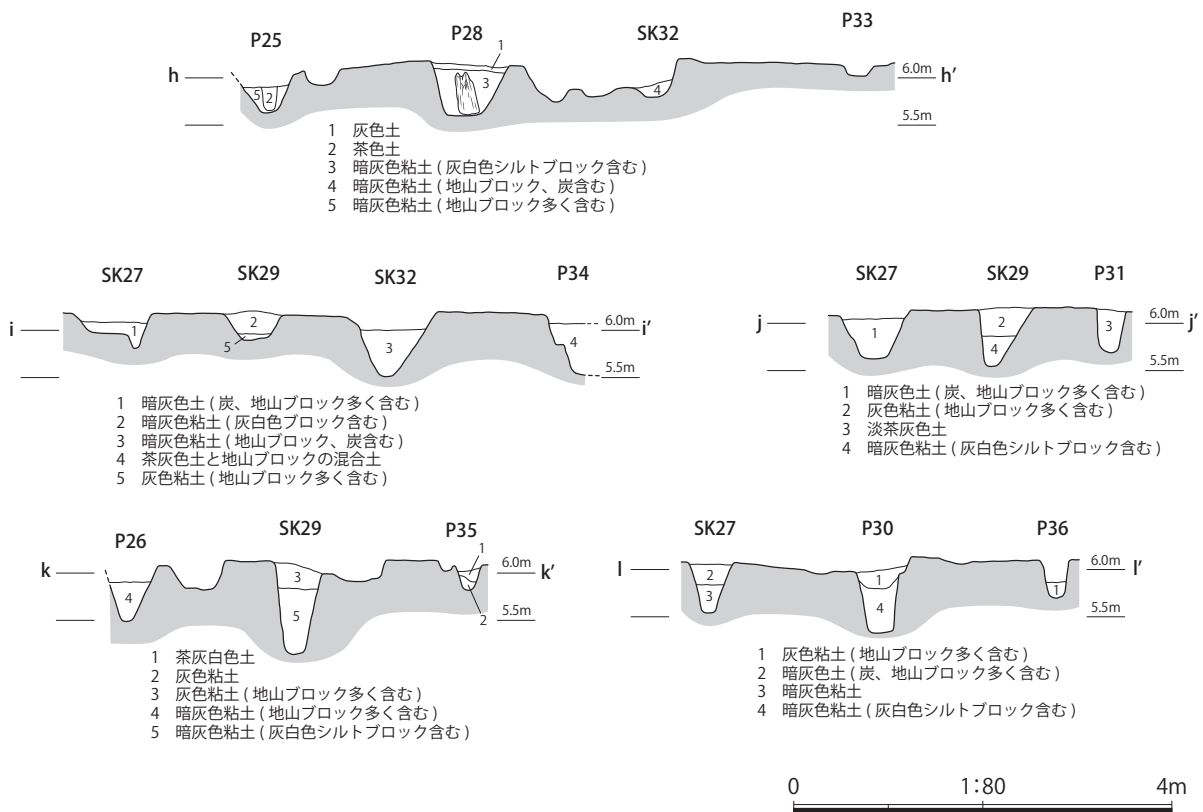 P25 P28 SK32 P33
1
h 5 2 3 4 6.0m h′
5.5m
1 灰色土
2 茶色土
3 暗灰色粘土 ( 灰白色シルトブロック含む )
4 暗灰色粘土 ( 地山ブロック、炭含む )
5 暗灰色粘土 ( 地山ブロック多く含む )
SK27 SK29 SK32 P34
i 1 2 5 3 4 6.0m i′
5.5m
1 暗灰色土 ( 炭、地山ブロック多く含む )
2 暗灰色粘土 ( 灰白色ブロック含む )
3 暗灰色粘土 ( 地山ブロック、炭含む )
4 茶灰色土と地山ブロックの混合土
5 灰色粘土 ( 地山ブロック多く含む )
SK27 SK29 P31
j 1 2 4 3 6.0m j′
5.5m
1 暗灰色土 ( 炭、地山ブロック多く含む )
2 灰色粘土 ( 地山ブロック多く含む )
3 淡茶灰色土
4 暗灰色粘土 ( 灰白色シルトブロック含む )
P26 SK29 P35
k 4 3 5 1 2 6.0m k′
5.5m
1 茶灰白色土
2 灰色粘土
3 灰色粘土 ( 地山ブロック多く含む )
4 暗灰色粘土 ( 地山ブロック多く含む )
5 暗灰色粘土 ( 灰白色シルトブロック含む )
SK27 P30 P36
l 2 3 1 4 1 6.0m l′
5.5m
1 灰色粘土 ( 地山ブロック多く含む )
2 暗灰色土 ( 炭、地山ブロック多く含む )
3 暗灰色粘土
4 暗灰色粘土 ( 灰白色シルトブロック含む )
0 1:80 4m